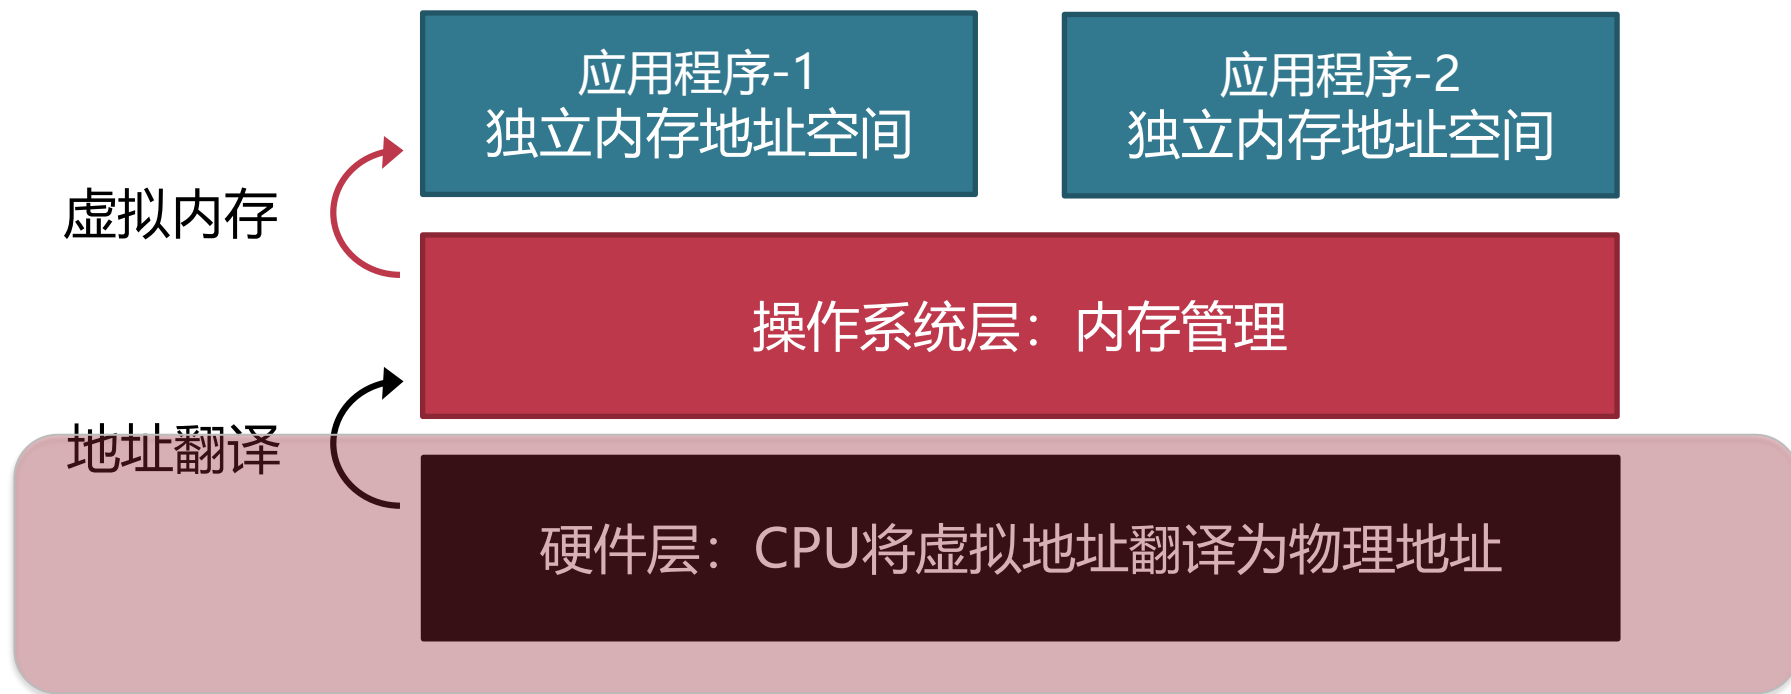 应用程序-1
独立内存地址空间
应用程序-2
独立内存地址空间
虚拟内存
操作系统层：内存管理
地址翻译
硬件层：CPU将虚拟地址翻译为物理地址